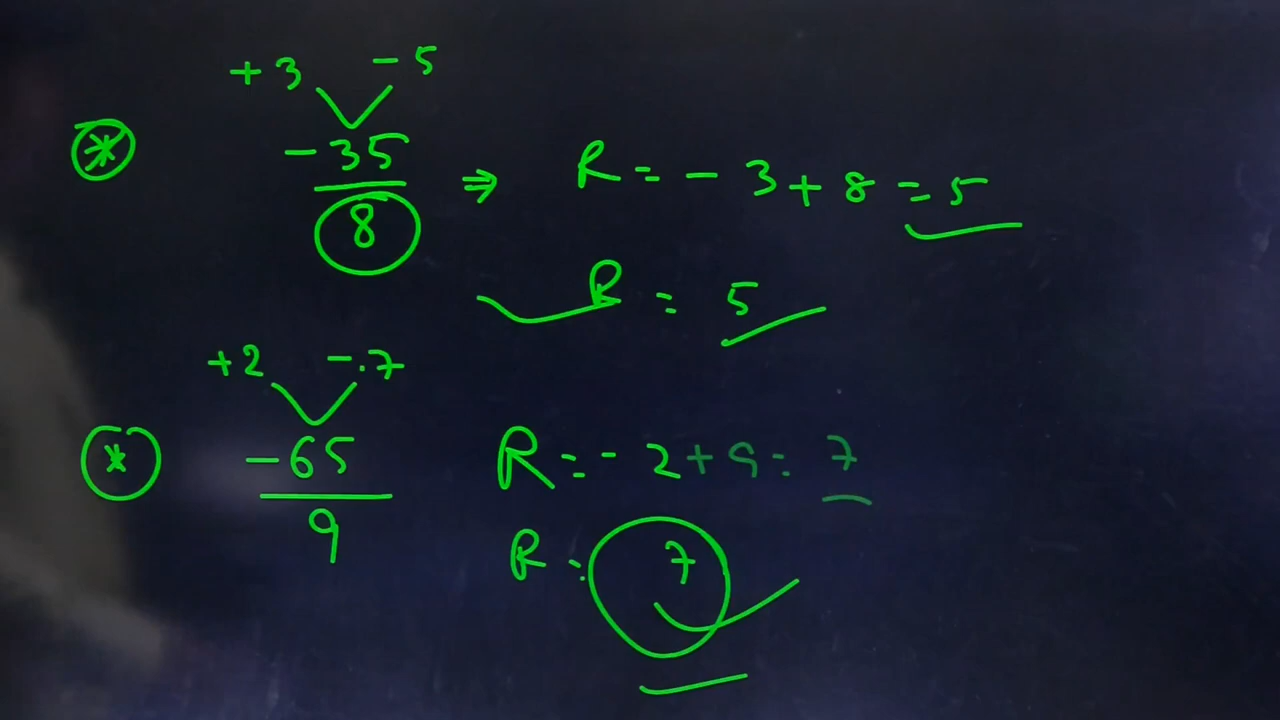 +3 -5
* -35/8 ⇒ R = -3+8 = 5
R = 5
+2 -.7
* -65/9 R = -2+9 = 7
R = 7